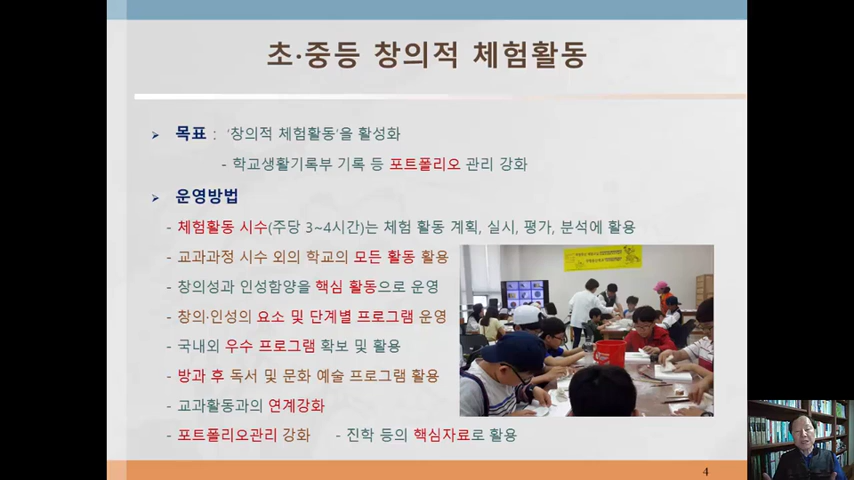 초·중등 창의적 체험활동
➢ 목표 : ‘창의적 체험활동’을 활성화
- 학교생활기록부 기록 등 포트폴리오 관리 강화
➢ 운영방법
- 체험활동 시수(주당 3~4시간)는 체험 활동 계획, 실시, 평가, 분석에 활용
- 교과과정 시수 외의 학교의 모든 활동 활용
- 창의성과 인성함양을 핵심 활동으로 운영
- 창의·인성의 요소 및 단계별 프로그램 운영
- 국내외 우수 프로그램 확보 및 활용
- 방과 후 독서 및 문화 예술 프로그램 활용
- 교과활동과의 연계강화
- 포트폴리오관리 강화 - 진학 등의 핵심자료로 활용
4